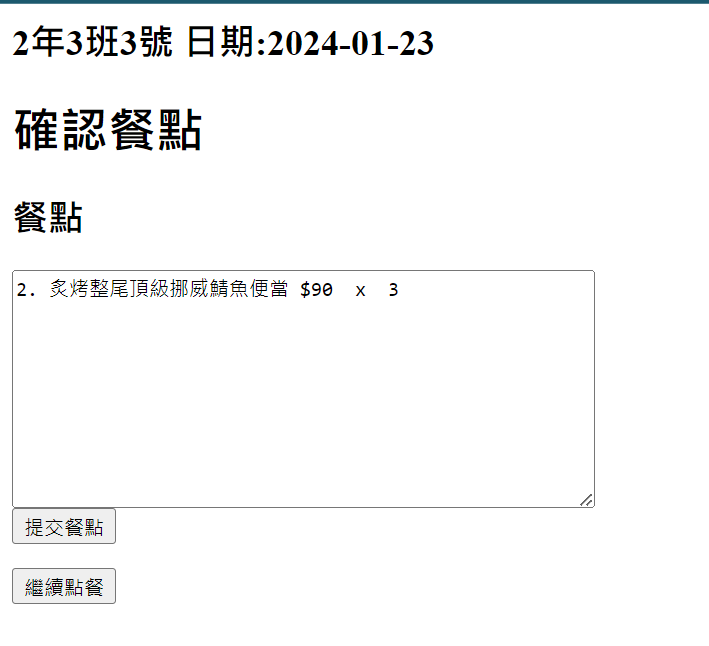 2年3班3號 日期:2024-01-23
確認餐點
餐點
2. 炙烤整尾頂級挪威鯖魚便當 $90  x  3
提交餐點
繼續點餐